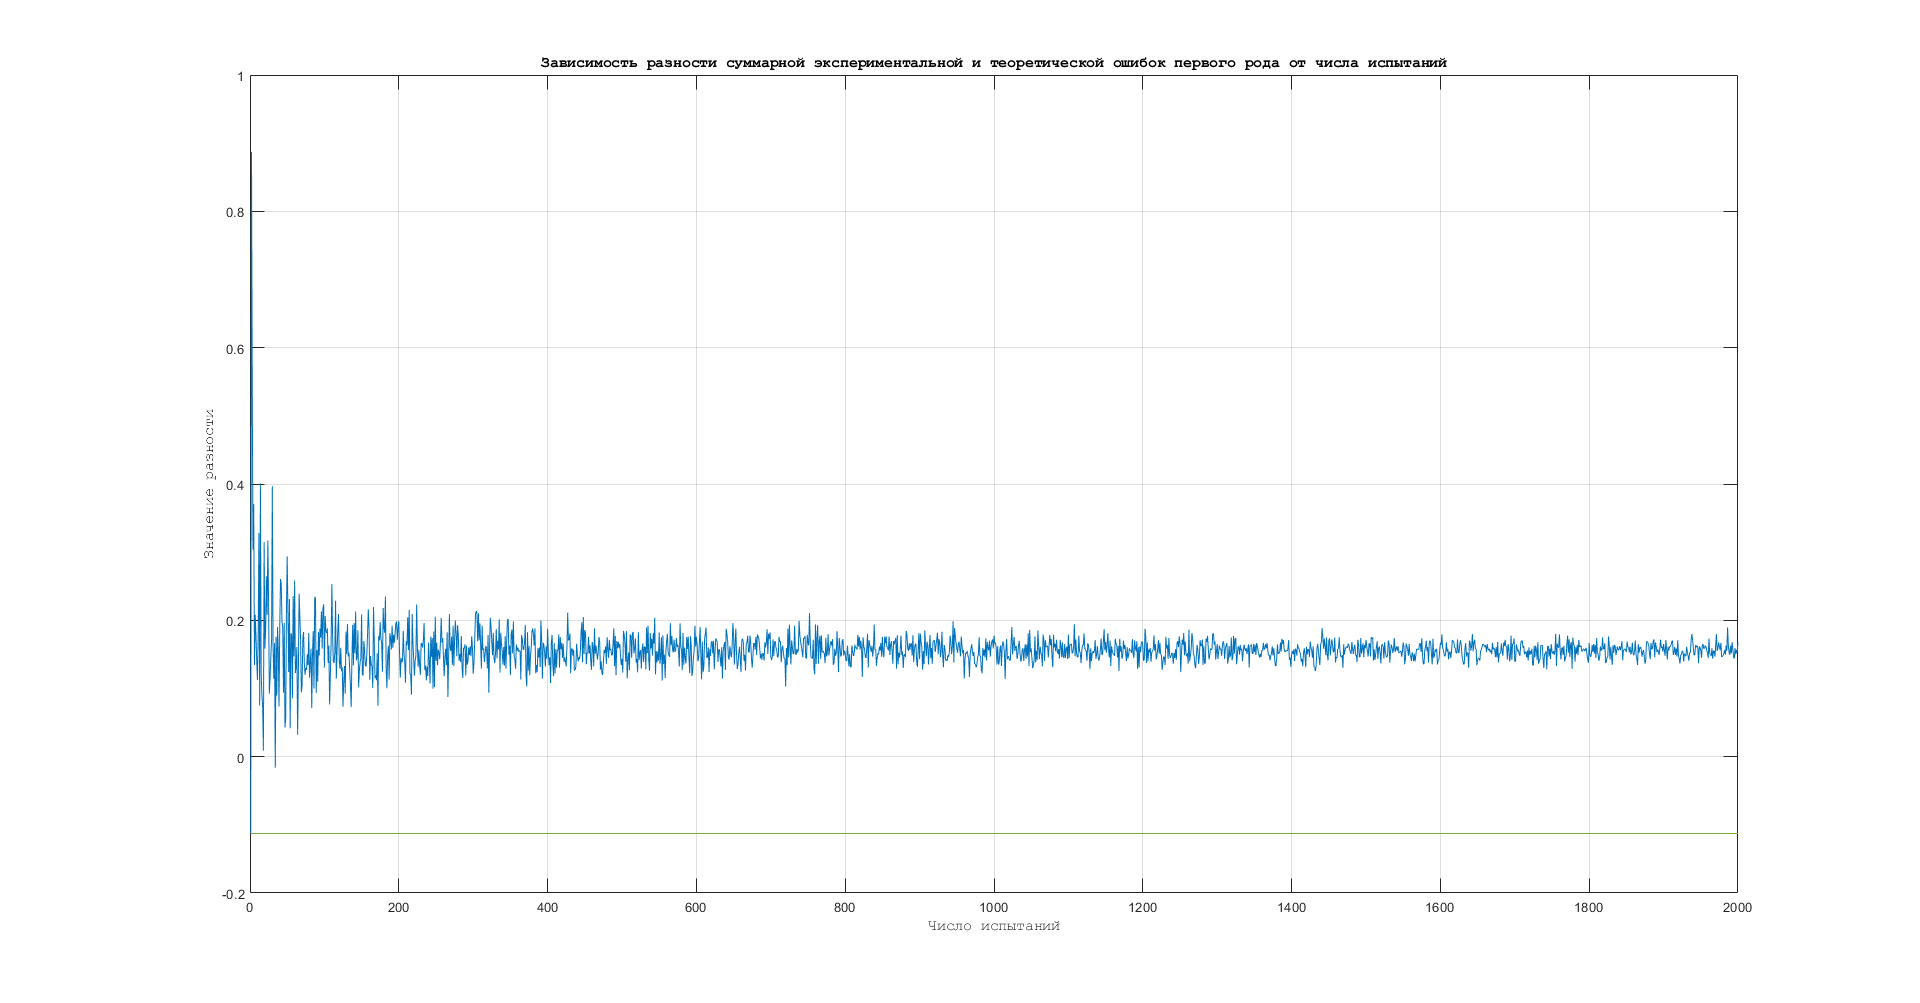 Зависимость разности суммарной экспериментальной и теоретической ошибок первого рода от числа испытаний
1
0.8
0.6
0.4
0.2
0
-0.2
Значение разности
0 200 400 600 800 1000 1200 1400 1600 1800 2000
Число испытаний